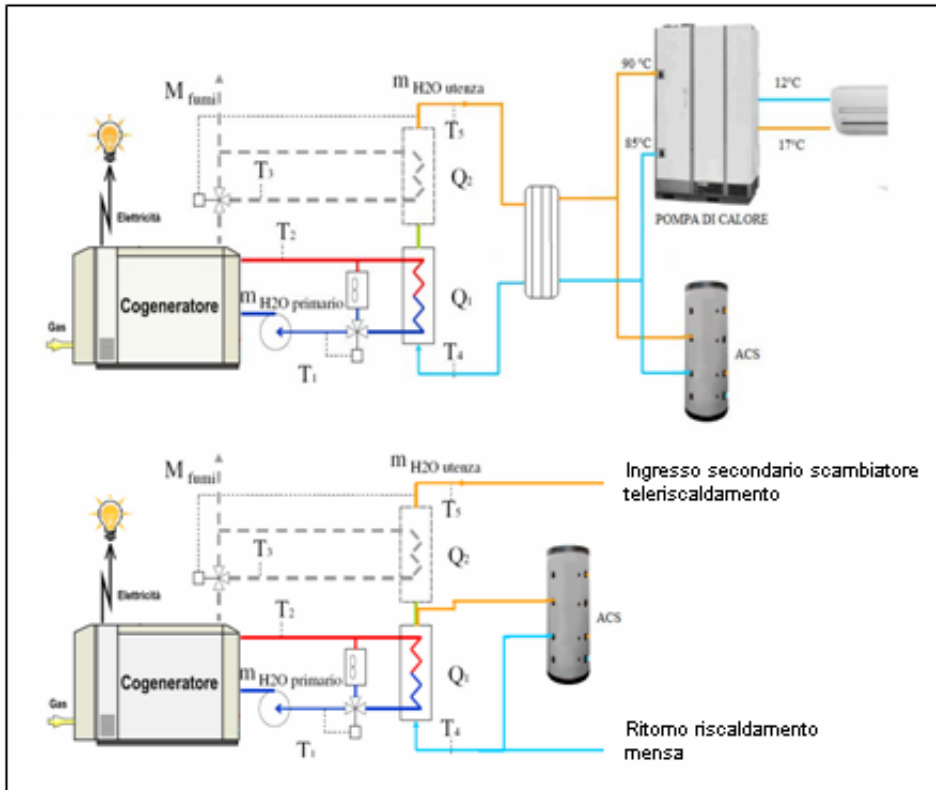 M fumi
m H2O utenza
T5
90 °C
12°C
T3
Q2
85°C
17°C
Elettricità
POMPA DI CALORE
T2
Cogeneratore
m H2O primario
Q1
Gas
T1
T4
ACS
M fumi
m H2O utenza
Ingresso secondario scambiatore
teleriscaldamento
T5
T3
Q2
Elettricità
T2
ACS
Cogeneratore
m H2O primario
Q1
Gas
T1
T4
Ritorno riscaldamento
mensa